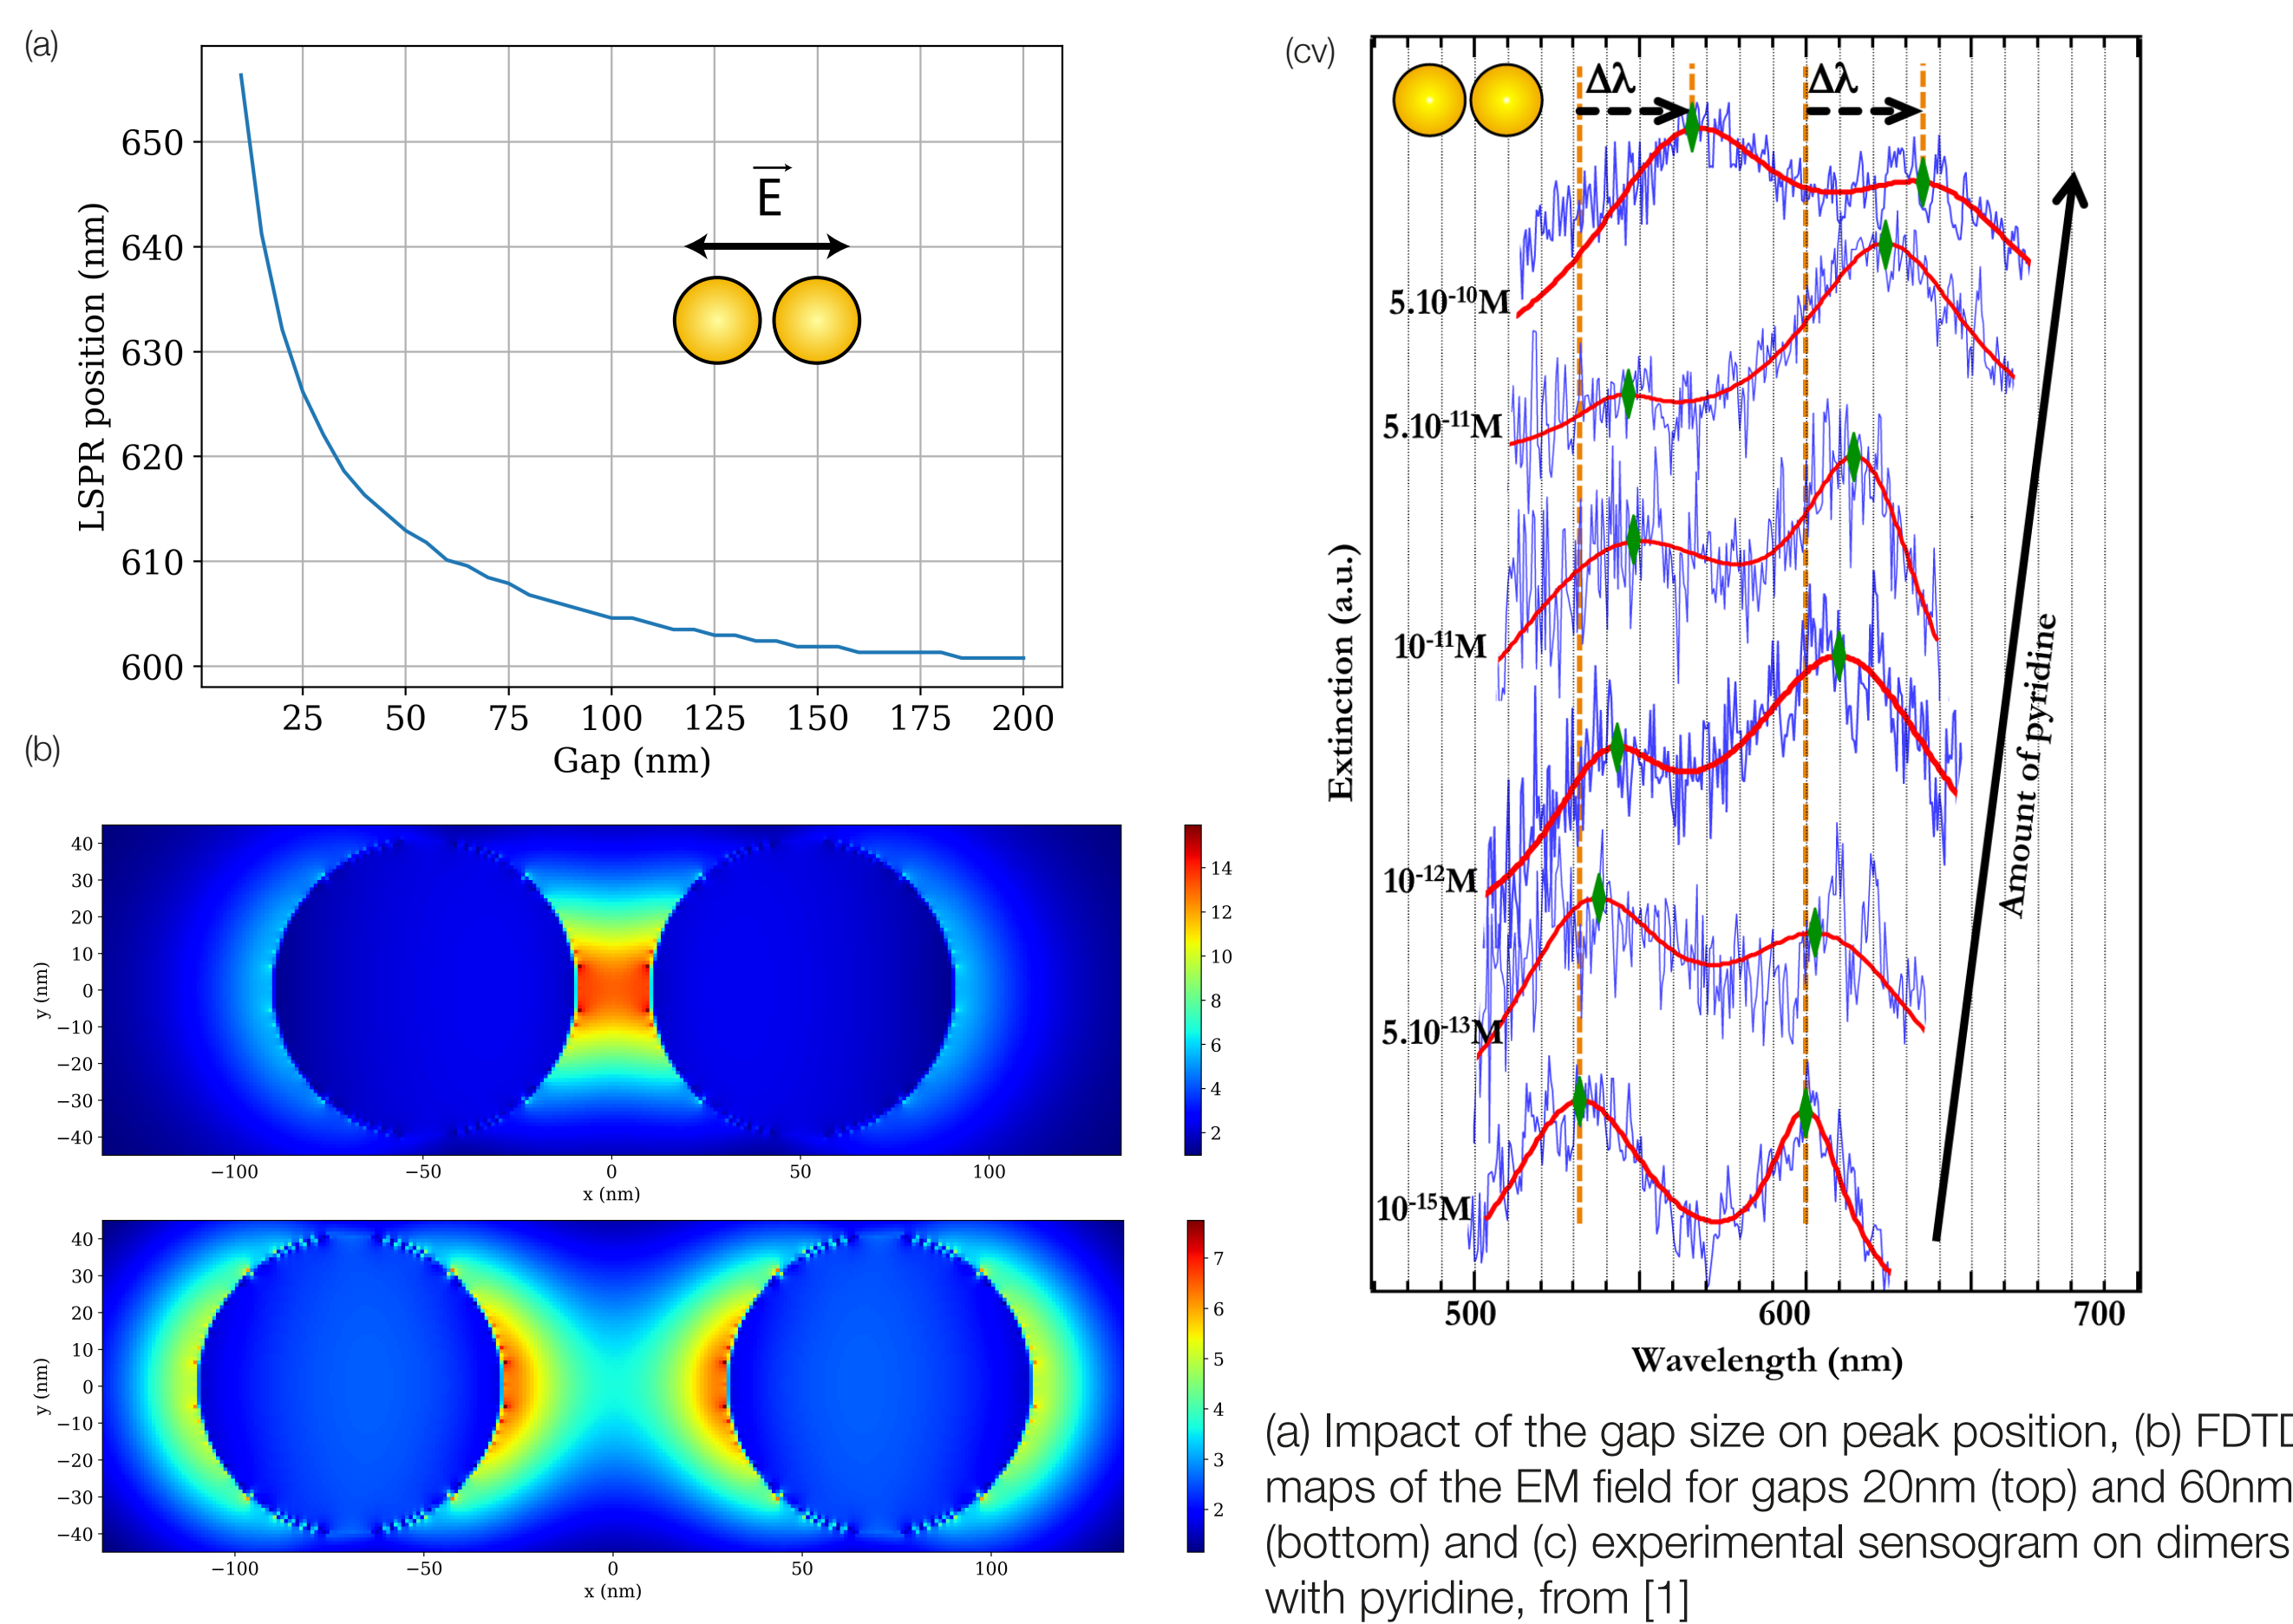 (a)
LSPR position (nm)
650
640
630
620
610
600
E
25 50 75 100 125 150 175 200
Gap (nm)
(b)
40
30
20
10
0
−10
−20
−30
−40
y (nm)
−100 −50 0 50 100
x (nm)
14
12
10
8
6
4
2
40
30
20
10
0
−10
−20
−30
−40
y (nm)
−100 −50 0 50 100
x (nm)
7
6
5
4
3
2
(cv)
Δλ Δλ
5.10⁻¹⁰M
5.10⁻¹¹M
10⁻¹¹M
10⁻¹²M
5.10⁻¹³M
10⁻¹⁵M
Extinction (a.u.)
Amount of pyridine
500 600 700
Wavelength (nm)
(a) Impact of the gap size on peak position, (b) FDTD
maps of the EM field for gaps 20nm (top) and 60nm
(bottom) and (c) experimental sensogram on dimers
with pyridine, from [1]